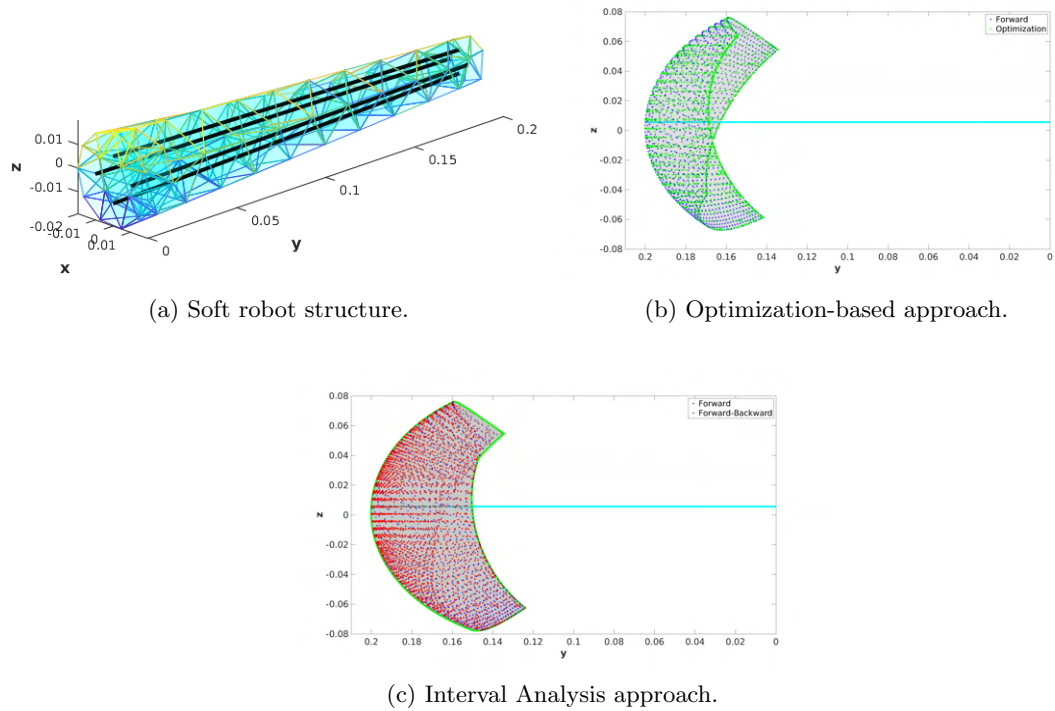 z
0.01
0
-0.01
-0.02
-0.01
0
0.01
x
0
0.05
0.1
0.15
0.2
y
(a) Soft robot structure.
0.08
0.06
0.04
0.02
0
-0.02
-0.04
-0.06
-0.08
z
Forward
Optimization
0.2 0.18 0.16 0.14 0.12 0.1 0.08 0.06 0.04 0.02 0
y
(b) Optimization-based approach.
0.08
0.06
0.04
0.02
0
-0.02
-0.04
-0.06
-0.08
z
Forward
Forward-Backward
0.2 0.18 0.16 0.14 0.12 0.1 0.08 0.06 0.04 0.02 0
y
(c) Interval Analysis approach.